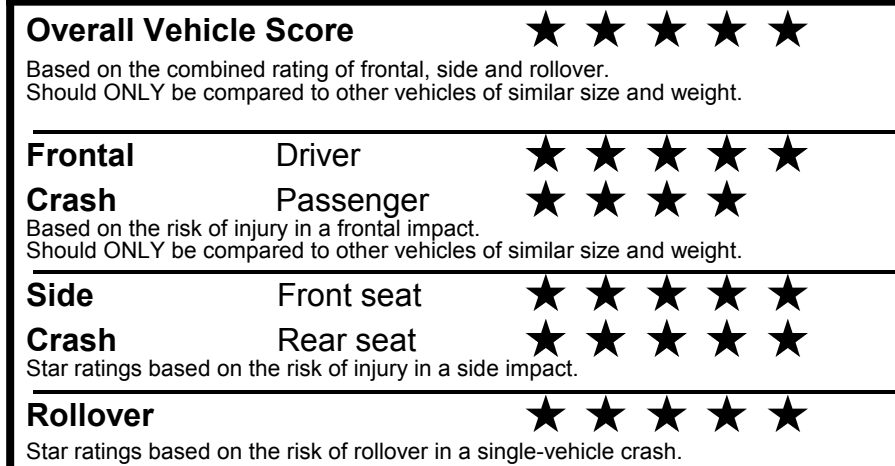 Overall Vehicle Score ★ ★ ★ ★ ★
Based on the combined rating of frontal, side and rollover.
Should ONLY be compared to other vehicles of similar size and weight.
Frontal Driver ★ ★ ★ ★ ★
Crash Passenger ★ ★ ★ ★
Based on the risk of injury in a frontal impact.
Should ONLY be compared to other vehicles of similar size and weight.
Side Front seat ★ ★ ★ ★ ★
Crash Rear seat ★ ★ ★ ★ ★
Star ratings based on the risk of injury in a side impact.
Rollover ★ ★ ★ ★ ★
Star ratings based on the risk of rollover in a single-vehicle crash.